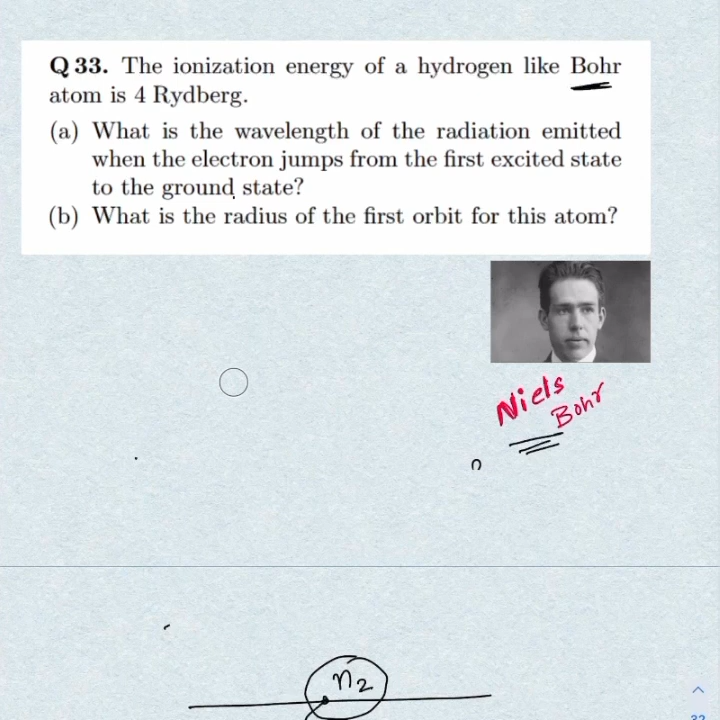 Q 33. The ionization energy of a hydrogen like Bohr
atom is 4 Rydberg.
(a) What is the wavelength of the radiation emitted
when the electron jumps from the first excited state
to the ground state?
(b) What is the radius of the first orbit for this atom?
Niels
Bohr
n2